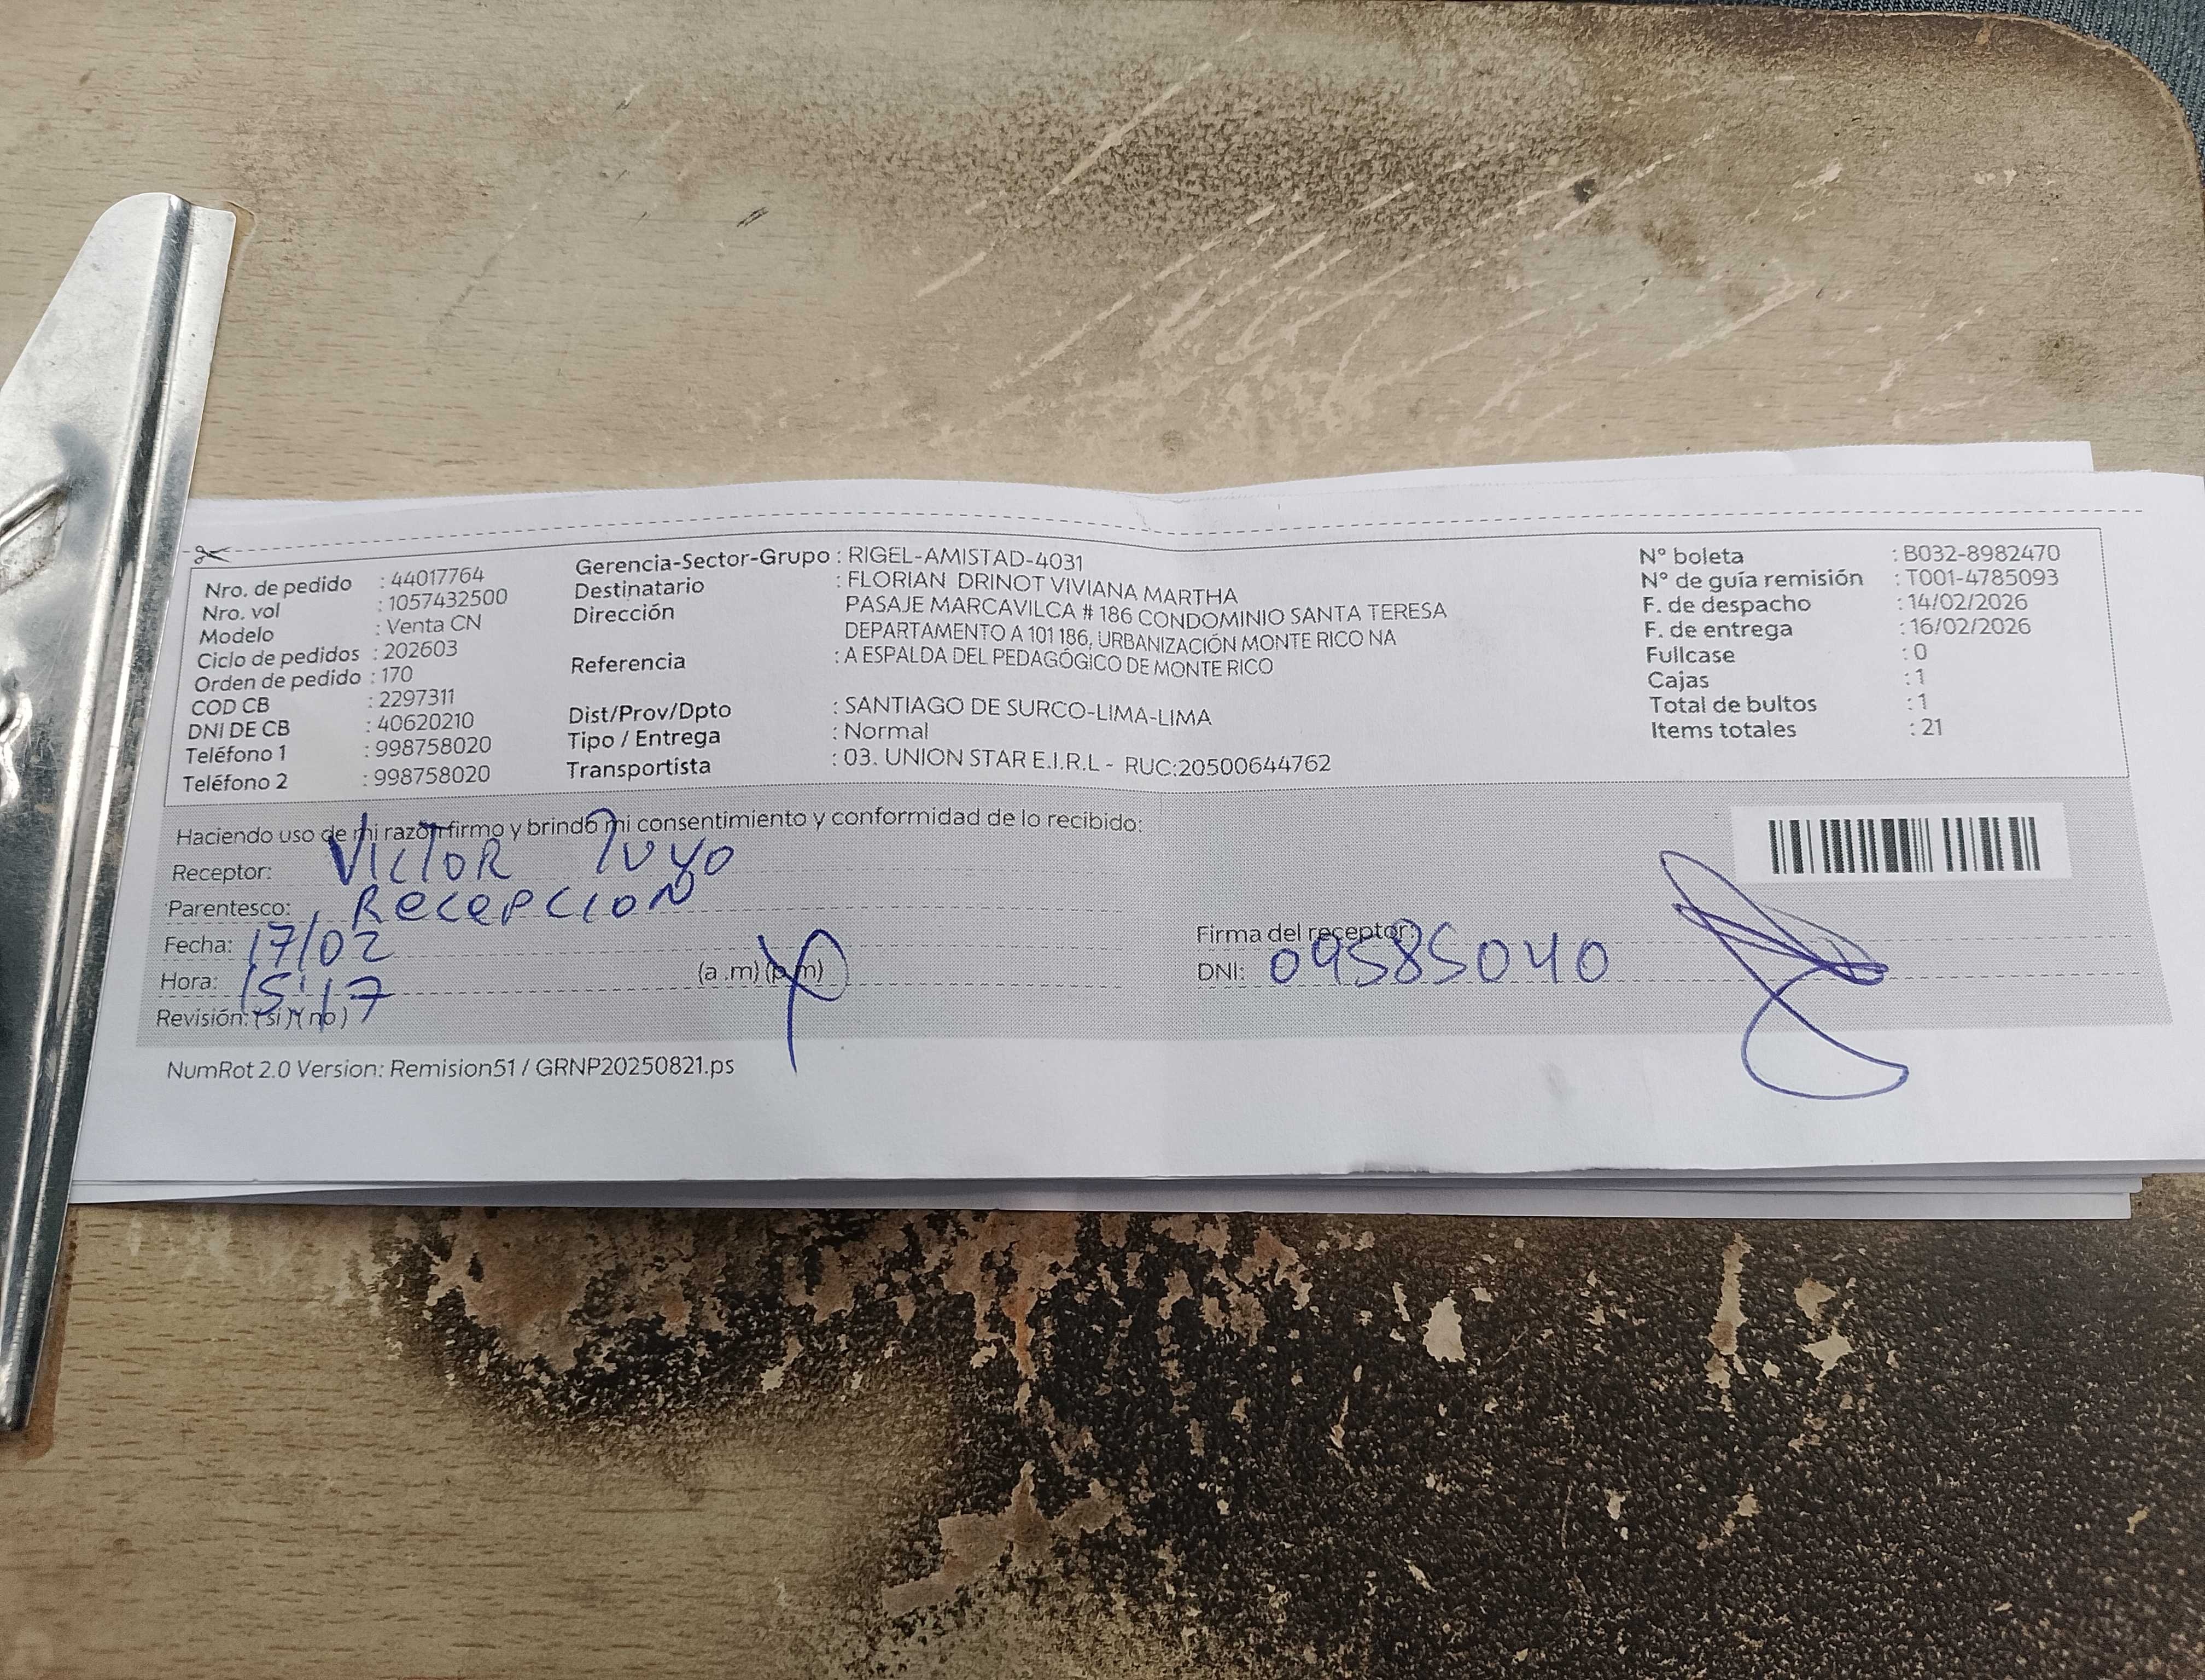 Nro. de pedido : 44017764
Nro. vol : 1057432500
Modelo : Venta CN
Ciclo de pedidos : 202603
Orden de pedido : 170
COD CB : 2297311
DNI DE CB : 40620210
Teléfono 1 : 998758020
Teléfono 2 : 998758020
Gerencia-Sector-Grupo : RIGEL-AMISTAD-4031
Destinatario : FLORIAN DRINOT VIVIANA MARTHA
Dirección PASAJE MARCAVILCA # 186 CONDOMINIO SANTA TERESA
DEPARTAMENTO A 101 186, URBANIZACIÓN MONTE RICO NA
Referencia : A ESPALDA DEL PEDAGÓGICO DE MONTE RICO
Dist/Prov/Dpto : SANTIAGO DE SURCO-LIMA-LIMA
Tipo / Entrega : Normal
Transportista : 03. UNION STAR E.I.R.L - RUC:20500644762
N° boleta : B032-8982470
N° de guía remisión : T001-4785093
F. de despacho : 14/02/2026
F. de entrega : 16/02/2026
Fullcase : 0
Cajas : 1
Total de bultos : 1
Items totales : 21
Haciendo uso de mi razón firmo y brindo mi consentimiento y conformidad de lo recibido:
Receptor: VICTOR
Parentesco: RECEPCION
Fecha: 17/02
Hora: 15:17 (a .m) (p.m)
Revisión: (si) (no)
Firma del receptor:
DNI: 09585040
NumRot 2.0 Version: Remision51 / GRNP20250821.ps